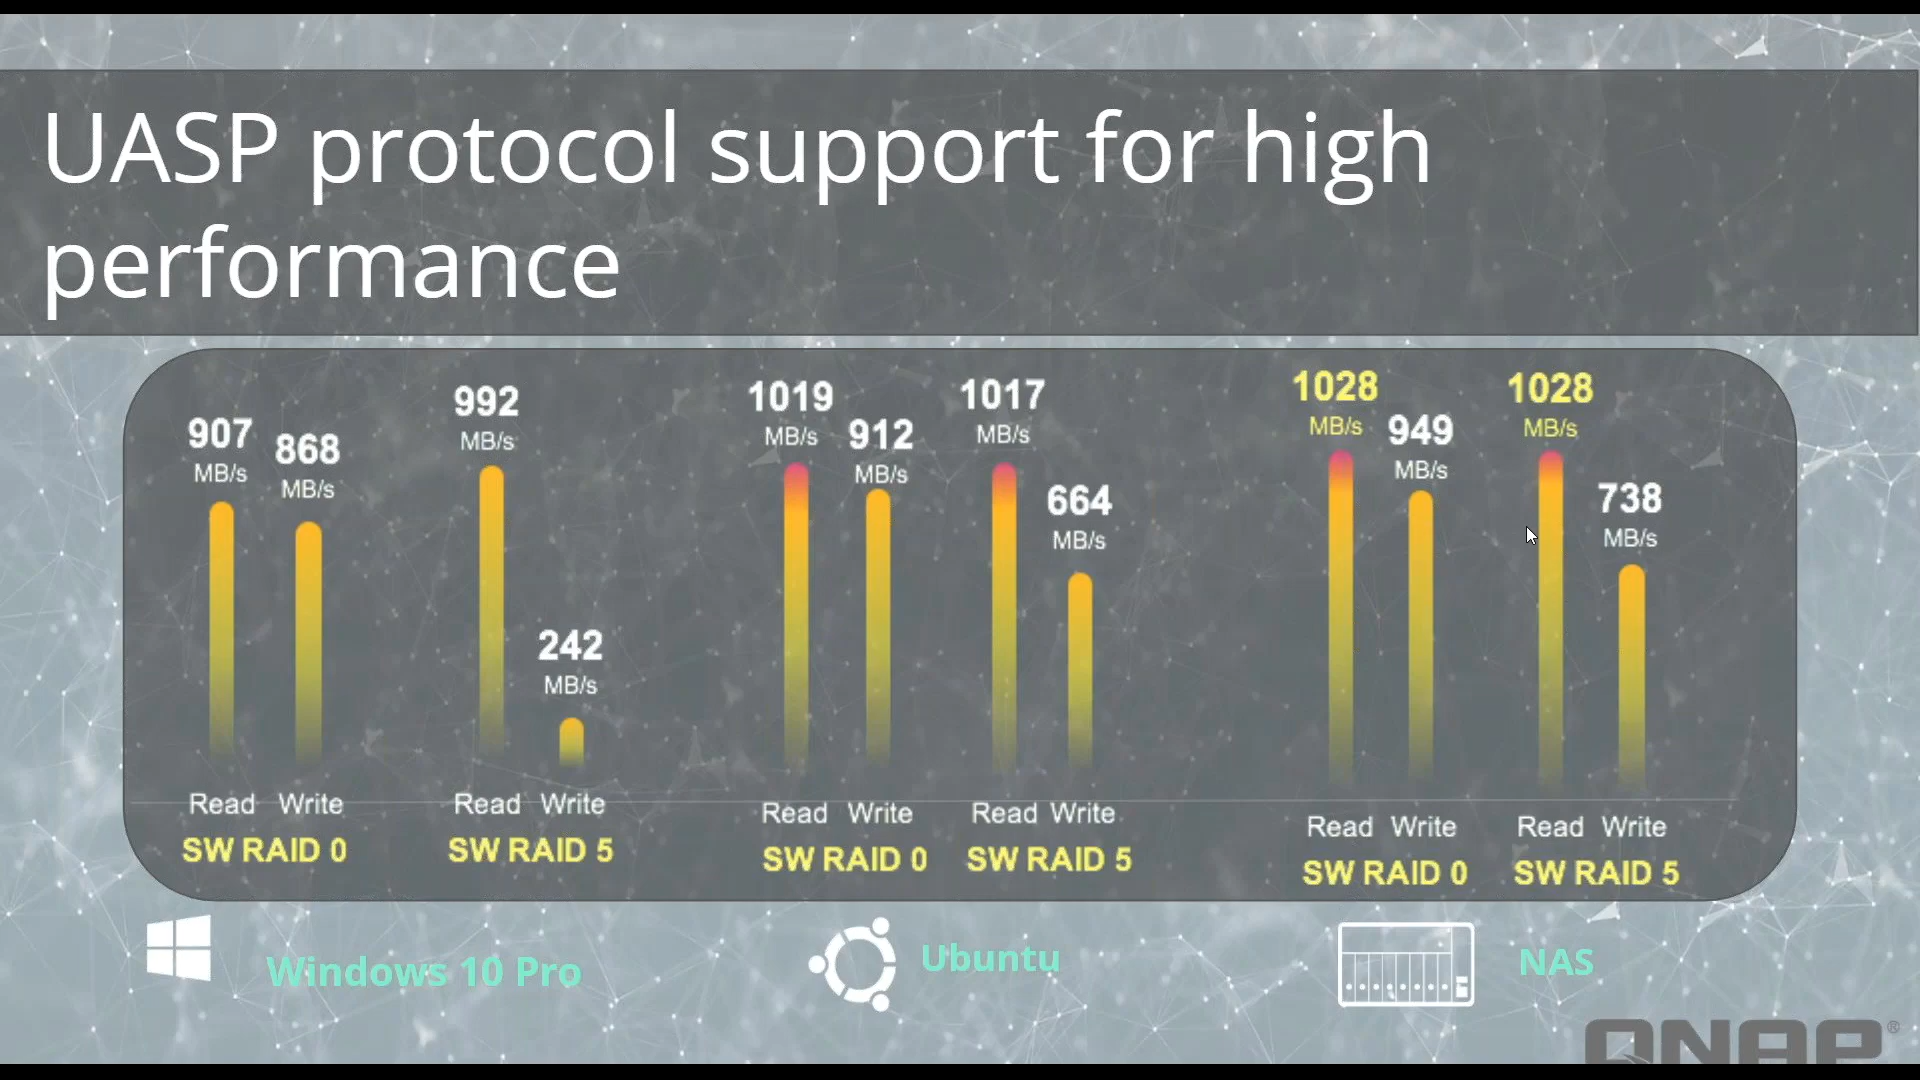 UASP protocol support for high
performance
907
MB/s
868
MB/s
992
MB/s
242
MB/s
1019
MB/s
912
MB/s
1017
MB/s
664
MB/s
1028
MB/s
949
MB/s
1028
MB/s
738
MB/s
Read Write
SW RAID 0
Read Write
SW RAID 5
Read Write
SW RAID 0
Read Write
SW RAID 5
Read Write
SW RAID 0
Read Write
SW RAID 5
Windows 10 Pro
Ubuntu
NAS
QNAP®